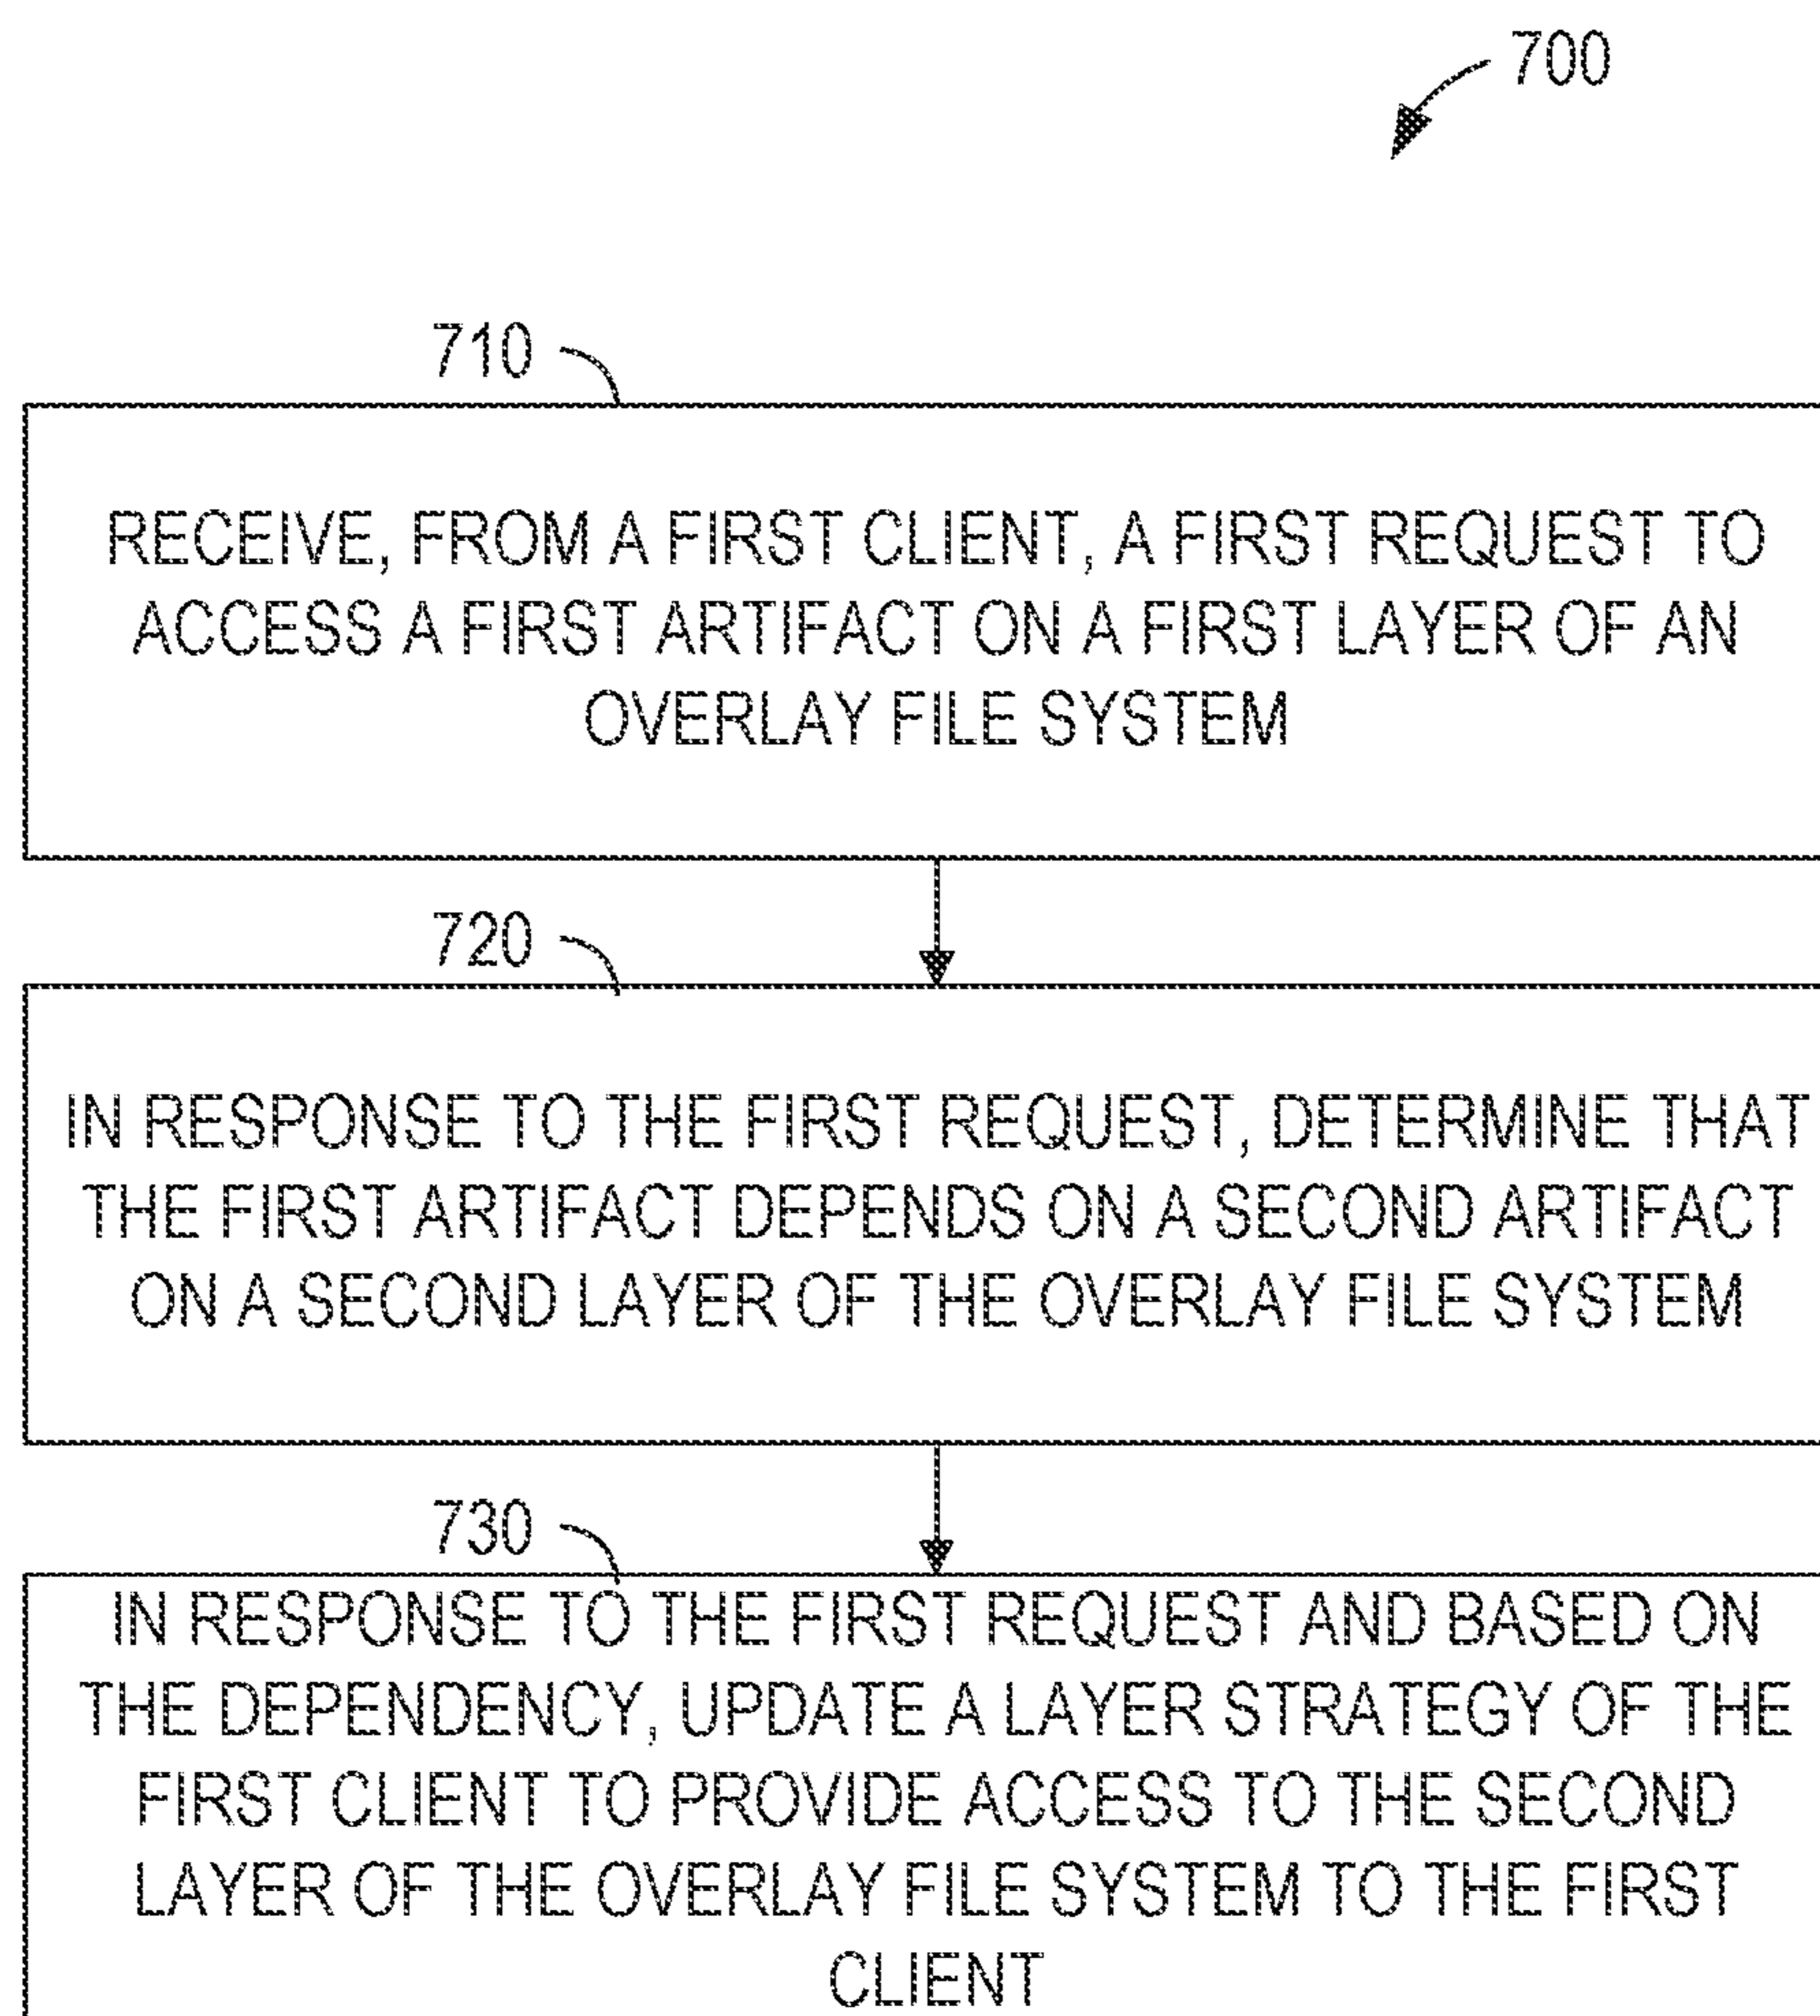 700
710
RECEIVE, FROM A FIRST CLIENT, A FIRST REQUEST TO
ACCESS A FIRST ARTIFACT ON A FIRST LAYER OF AN
OVERLAY FILE SYSTEM
720
IN RESPONSE TO THE FIRST REQUEST, DETERMINE THAT
THE FIRST ARTIFACT DEPENDS ON A SECOND ARTIFACT
ON A SECOND LAYER OF THE OVERLAY FILE SYSTEM
730
IN RESPONSE TO THE FIRST REQUEST AND BASED ON
THE DEPENDENCY, UPDATE A LAYER STRATEGY OF THE
FIRST CLIENT TO PROVIDE ACCESS TO THE SECOND
LAYER OF THE OVERLAY FILE SYSTEM TO THE FIRST
CLIENT